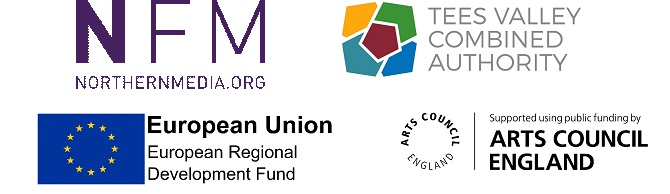 NFM
NORTHERNMEDIA.ORG
TEES VALLEY
COMBINED
AUTHORITY
European Union
European Regional
Development Fund
ARTS COUNCIL
ENGLAND
Supported using public funding by
ARTS COUNCIL
ENGLAND